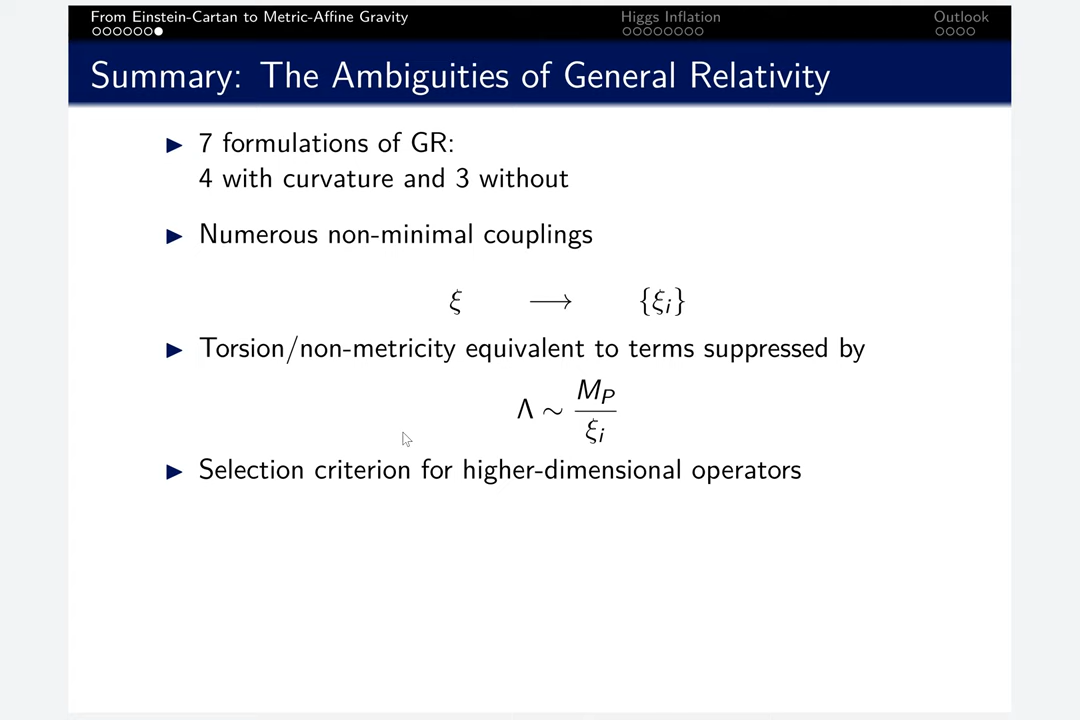 From Einstein-Cartan to Metric-Affine Gravity
Higgs Inflation
Outlook
Summary: The Ambiguities of General Relativity
7 formulations of GR:
4 with curvature and 3 without
Numerous non-minimal couplings
ξ ⟶ {ξᵢ}
Torsion/non-metricity equivalent to terms suppressed by
Λ ∼ M_P / ξᵢ
Selection criterion for higher-dimensional operators